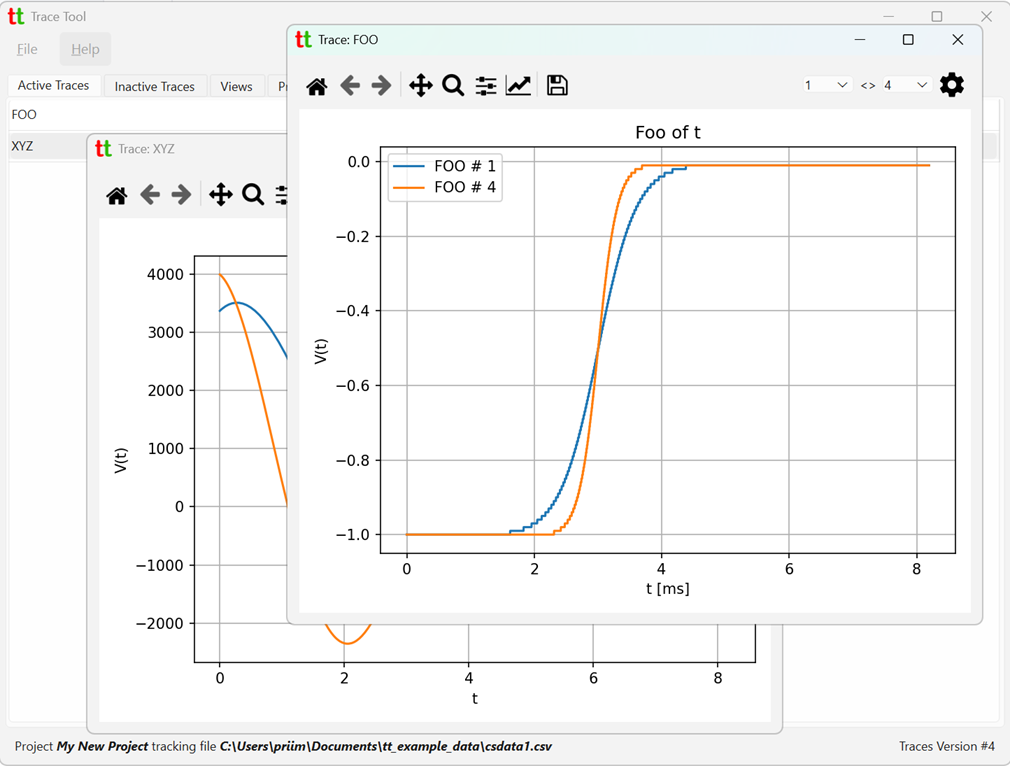 tt Trace Tool
File Help
Active Traces Inactive Traces Views
FOO
XYZ
tt Trace: FOO
1 <> 4
Foo of t
FOO # 1
FOO # 4
0.0
−0.2
−0.4
−0.6
−0.8
−1.0
V(t)
0 2 4 6 8
t [ms]
tt Trace: XYZ
4000
3000
2000
1000
0
−1000
−2000
V(t)
0 2 4 6 8
t
Project My New Project tracking file C:\Users\priim\Documents\tt_example_data\csdata1.csv
Traces Version #4